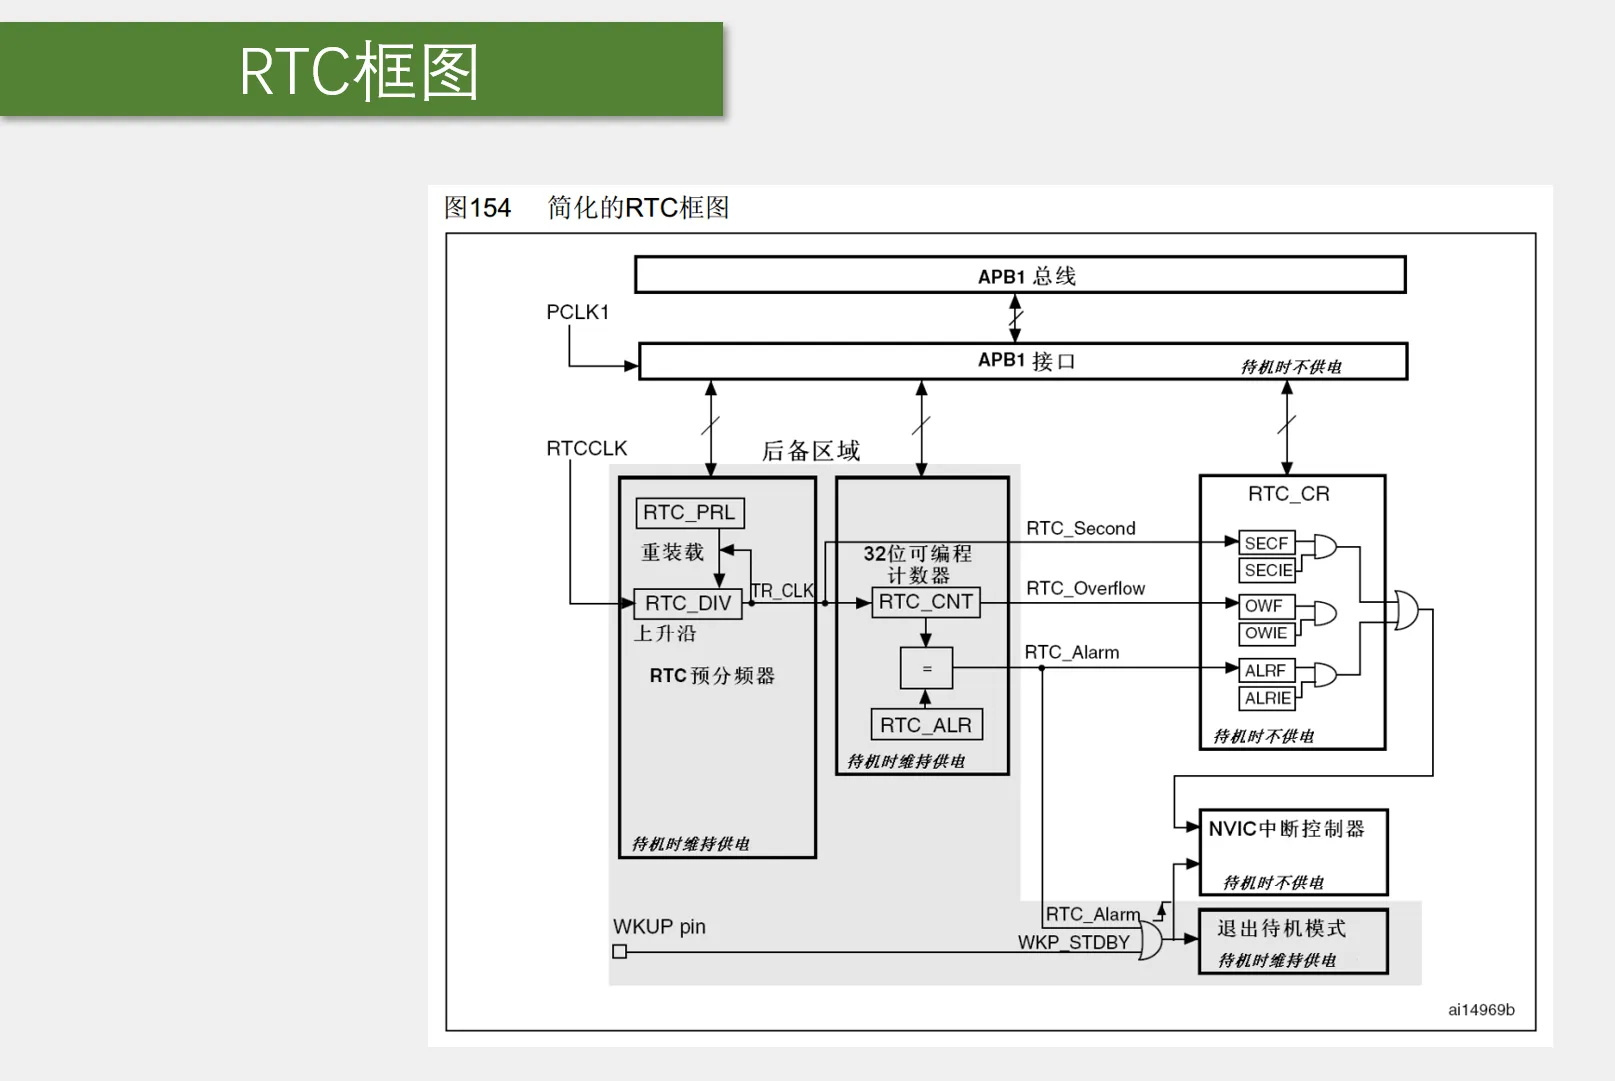 RTC框图
图154 简化的RTC框图
APB1 总线
PCLK1
APB1 接口
待机时不供电
RTCCLK
后备区域
RTC_PRL
重装载
RTC_DIV
上升沿
RTC 预分频器
待机时维持供电
TR_CLK
32位可编程
计数器
RTC_CNT
=
RTC_ALR
待机时维持供电
RTC_Second
RTC_Overflow
RTC_Alarm
RTC_CR
SECF
SECIE
OWF
OWIE
ALRF
ALRIE
待机时不供电
NVIC中断控制器
待机时不供电
WKUP pin
RTC_Alarm
WKP_STDBY
退出待机模式
待机时维持供电
ai14969b